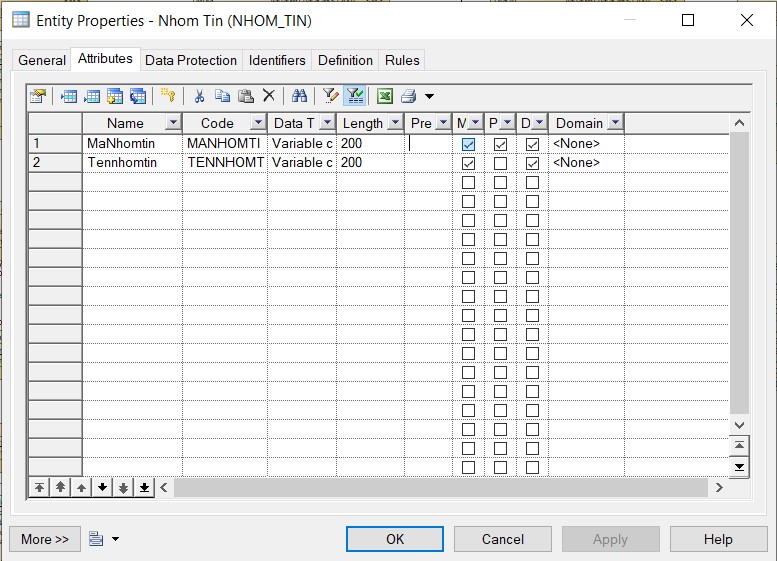 Entity Properties - Nhom Tin (NHOM_TIN)
General Attributes Data Protection Identifiers Definition Rules
Name Code Data T Length Pre M P D Domain
1 MaNhomtin MANHOMTI Variable c 200 <None>
2 Tennhomtin TENNHOMT Variable c 200 <None>
More >> OK Cancel Apply Help